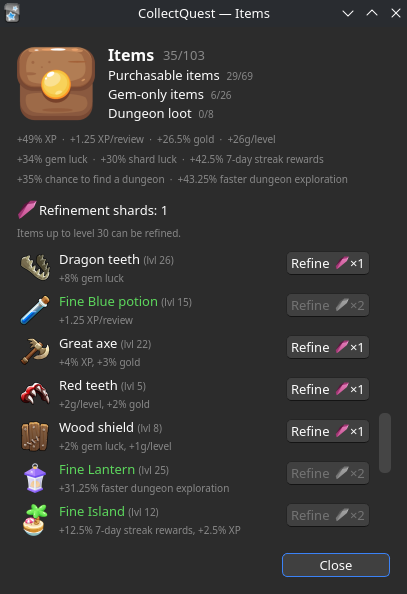 CollectQuest — Items
Items 35/103
Purchasable items 29/69
Gem-only items 6/26
Dungeon loot 0/8
+49% XP · +1.25 XP/review · +26.5% gold · +26g/level
+34% gem luck · +30% shard luck · +42.5% 7-day streak rewards
+35% chance to find a dungeon · +43.25% faster dungeon exploration
Refinement shards: 1
Items up to level 30 can be refined.
Dragon teeth (lvl 26)
+8% gem luck
Refine ×1
Fine Blue potion (lvl 15)
+1.25 XP/review
Refine ×2
Great axe (lvl 22)
+4% XP, +3% gold
Refine ×1
Red teeth (lvl 5)
+2g/level, +2% gold
Refine ×1
Wood shield (lvl 8)
+2% gem luck, +1g/level
Refine ×1
Fine Lantern (lvl 25)
+31.25% faster dungeon exploration
Refine ×2
Fine Island (lvl 12)
+12.5% 7-day streak rewards, +2.5% XP
Refine ×2
Close